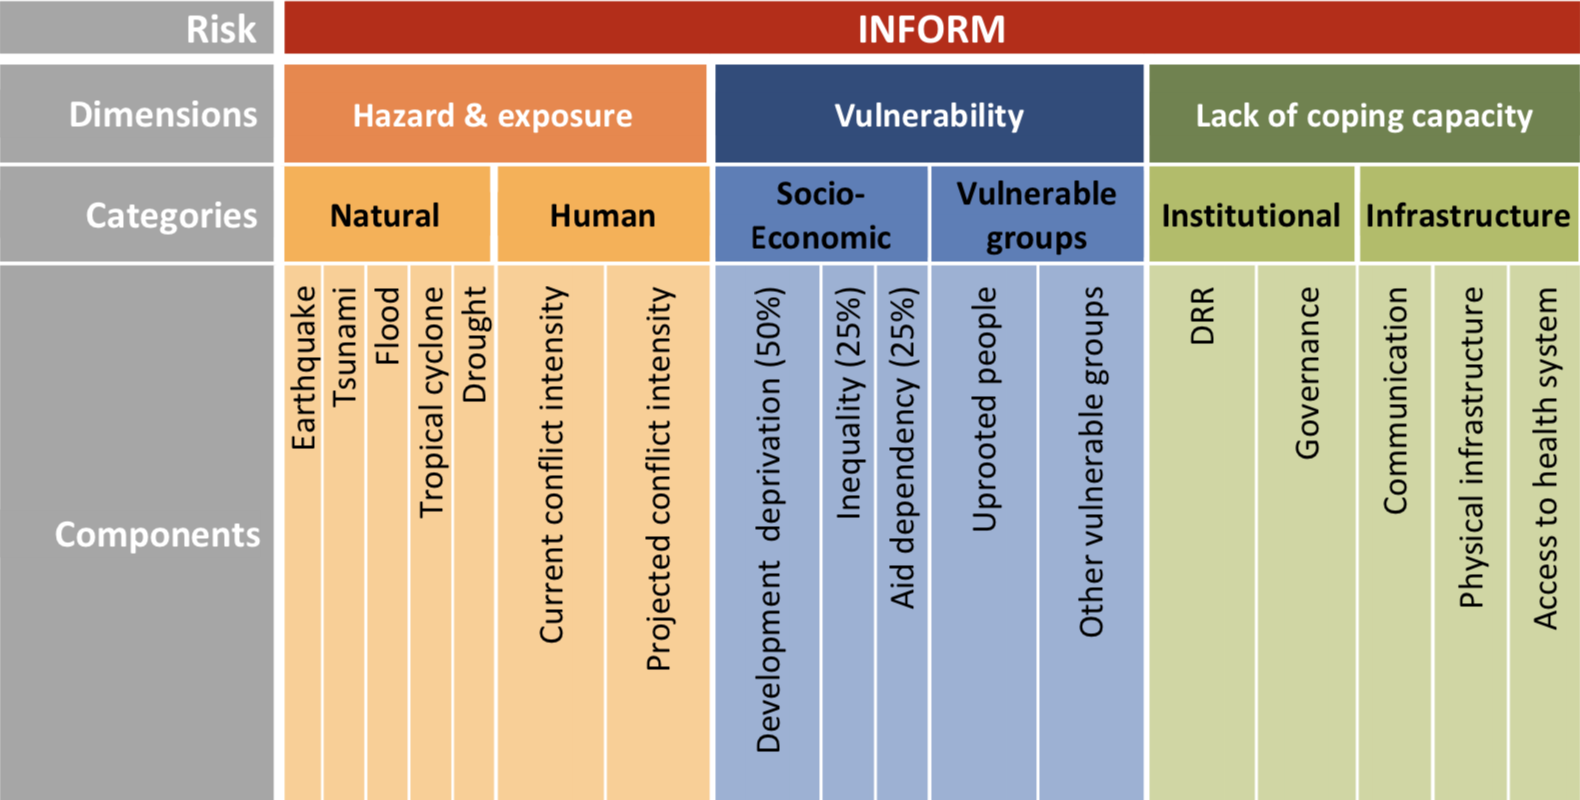 Risk
INFORM
Dimensions
Hazard & exposure
Vulnerability
Lack of coping capacity
Categories
Natural
Human
Socio-
Economic
Vulnerable
groups
Institutional
Infrastructure
Components
Earthquake
Tsunami
Flood
Tropical cyclone
Drought
Current conflict intensity
Projected conflict intensity
Development deprivation (50%)
Inequality (25%)
Aid dependency (25%)
Uprooted people
Other vulnerable groups
DRR
Governance
Communication
Physical infrastructure
Access to health system